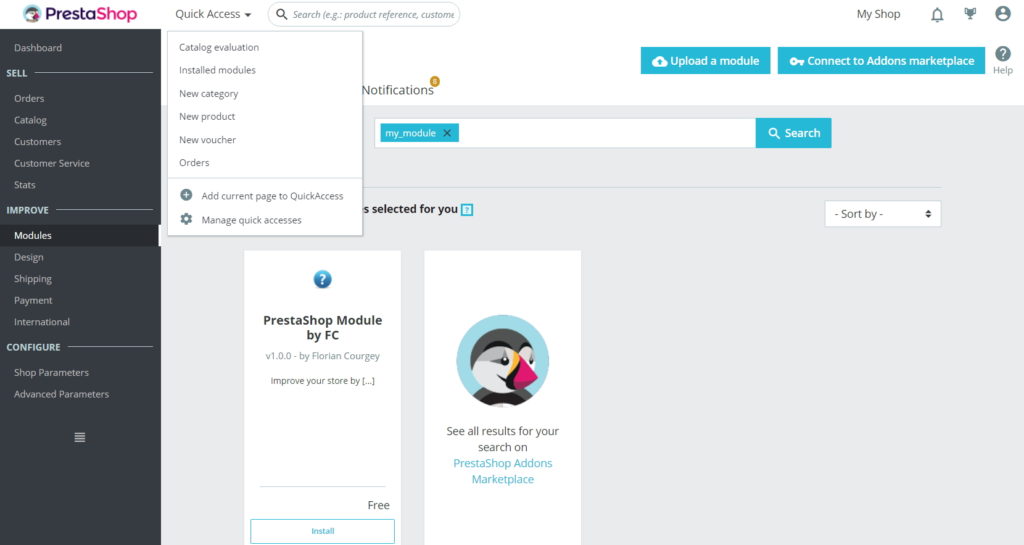 PrestaShop
Quick Access
Search (e.g.: product reference, custome
My Shop
Dashboard
SELL
Orders
Catalog
Customers
Customer Service
Stats
IMPROVE
Modules
Design
Shipping
Payment
International
CONFIGURE
Shop Parameters
Advanced Parameters
Catalog evaluation
Installed modules
New category
New product
New voucher
Orders
Add current page to QuickAccess
Manage quick accesses
Upload a module
Connect to Addons marketplace
?
Help
Notifications
8
my_module
Search
s selected for you ?
- Sort by -
?
PrestaShop Module
by FC
v1.0.0 - by Florian Courgey
Improve your store by [...]
Free
Install
See all results for your
search on
PrestaShop Addons
Marketplace